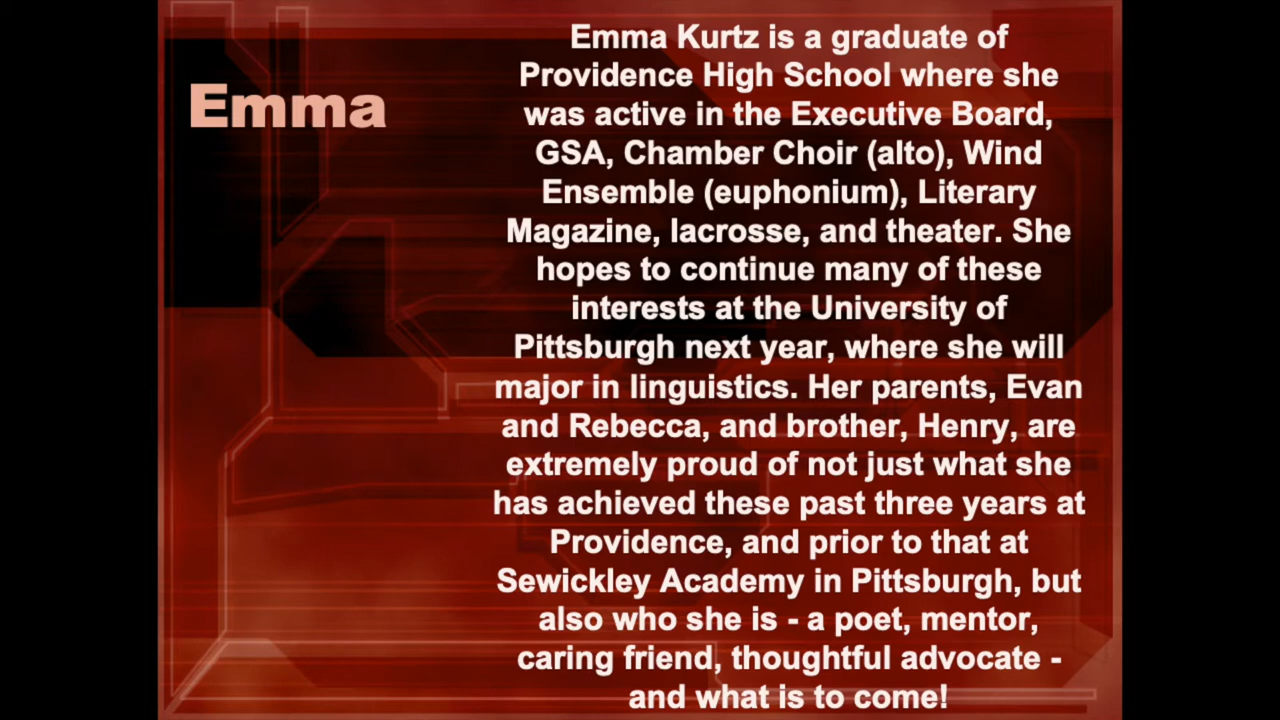 Emma
Emma Kurtz is a graduate of
Providence High School where she
was active in the Executive Board,
GSA, Chamber Choir (alto), Wind
Ensemble (euphonium), Literary
Magazine, lacrosse, and theater. She
hopes to continue many of these
interests at the University of
Pittsburgh next year, where she will
major in linguistics. Her parents, Evan
and Rebecca, and brother, Henry, are
extremely proud of not just what she
has achieved these past three years at
Providence, and prior to that at
Sewickley Academy in Pittsburgh, but
also who she is - a poet, mentor,
caring friend, thoughtful advocate -
and what is to come!